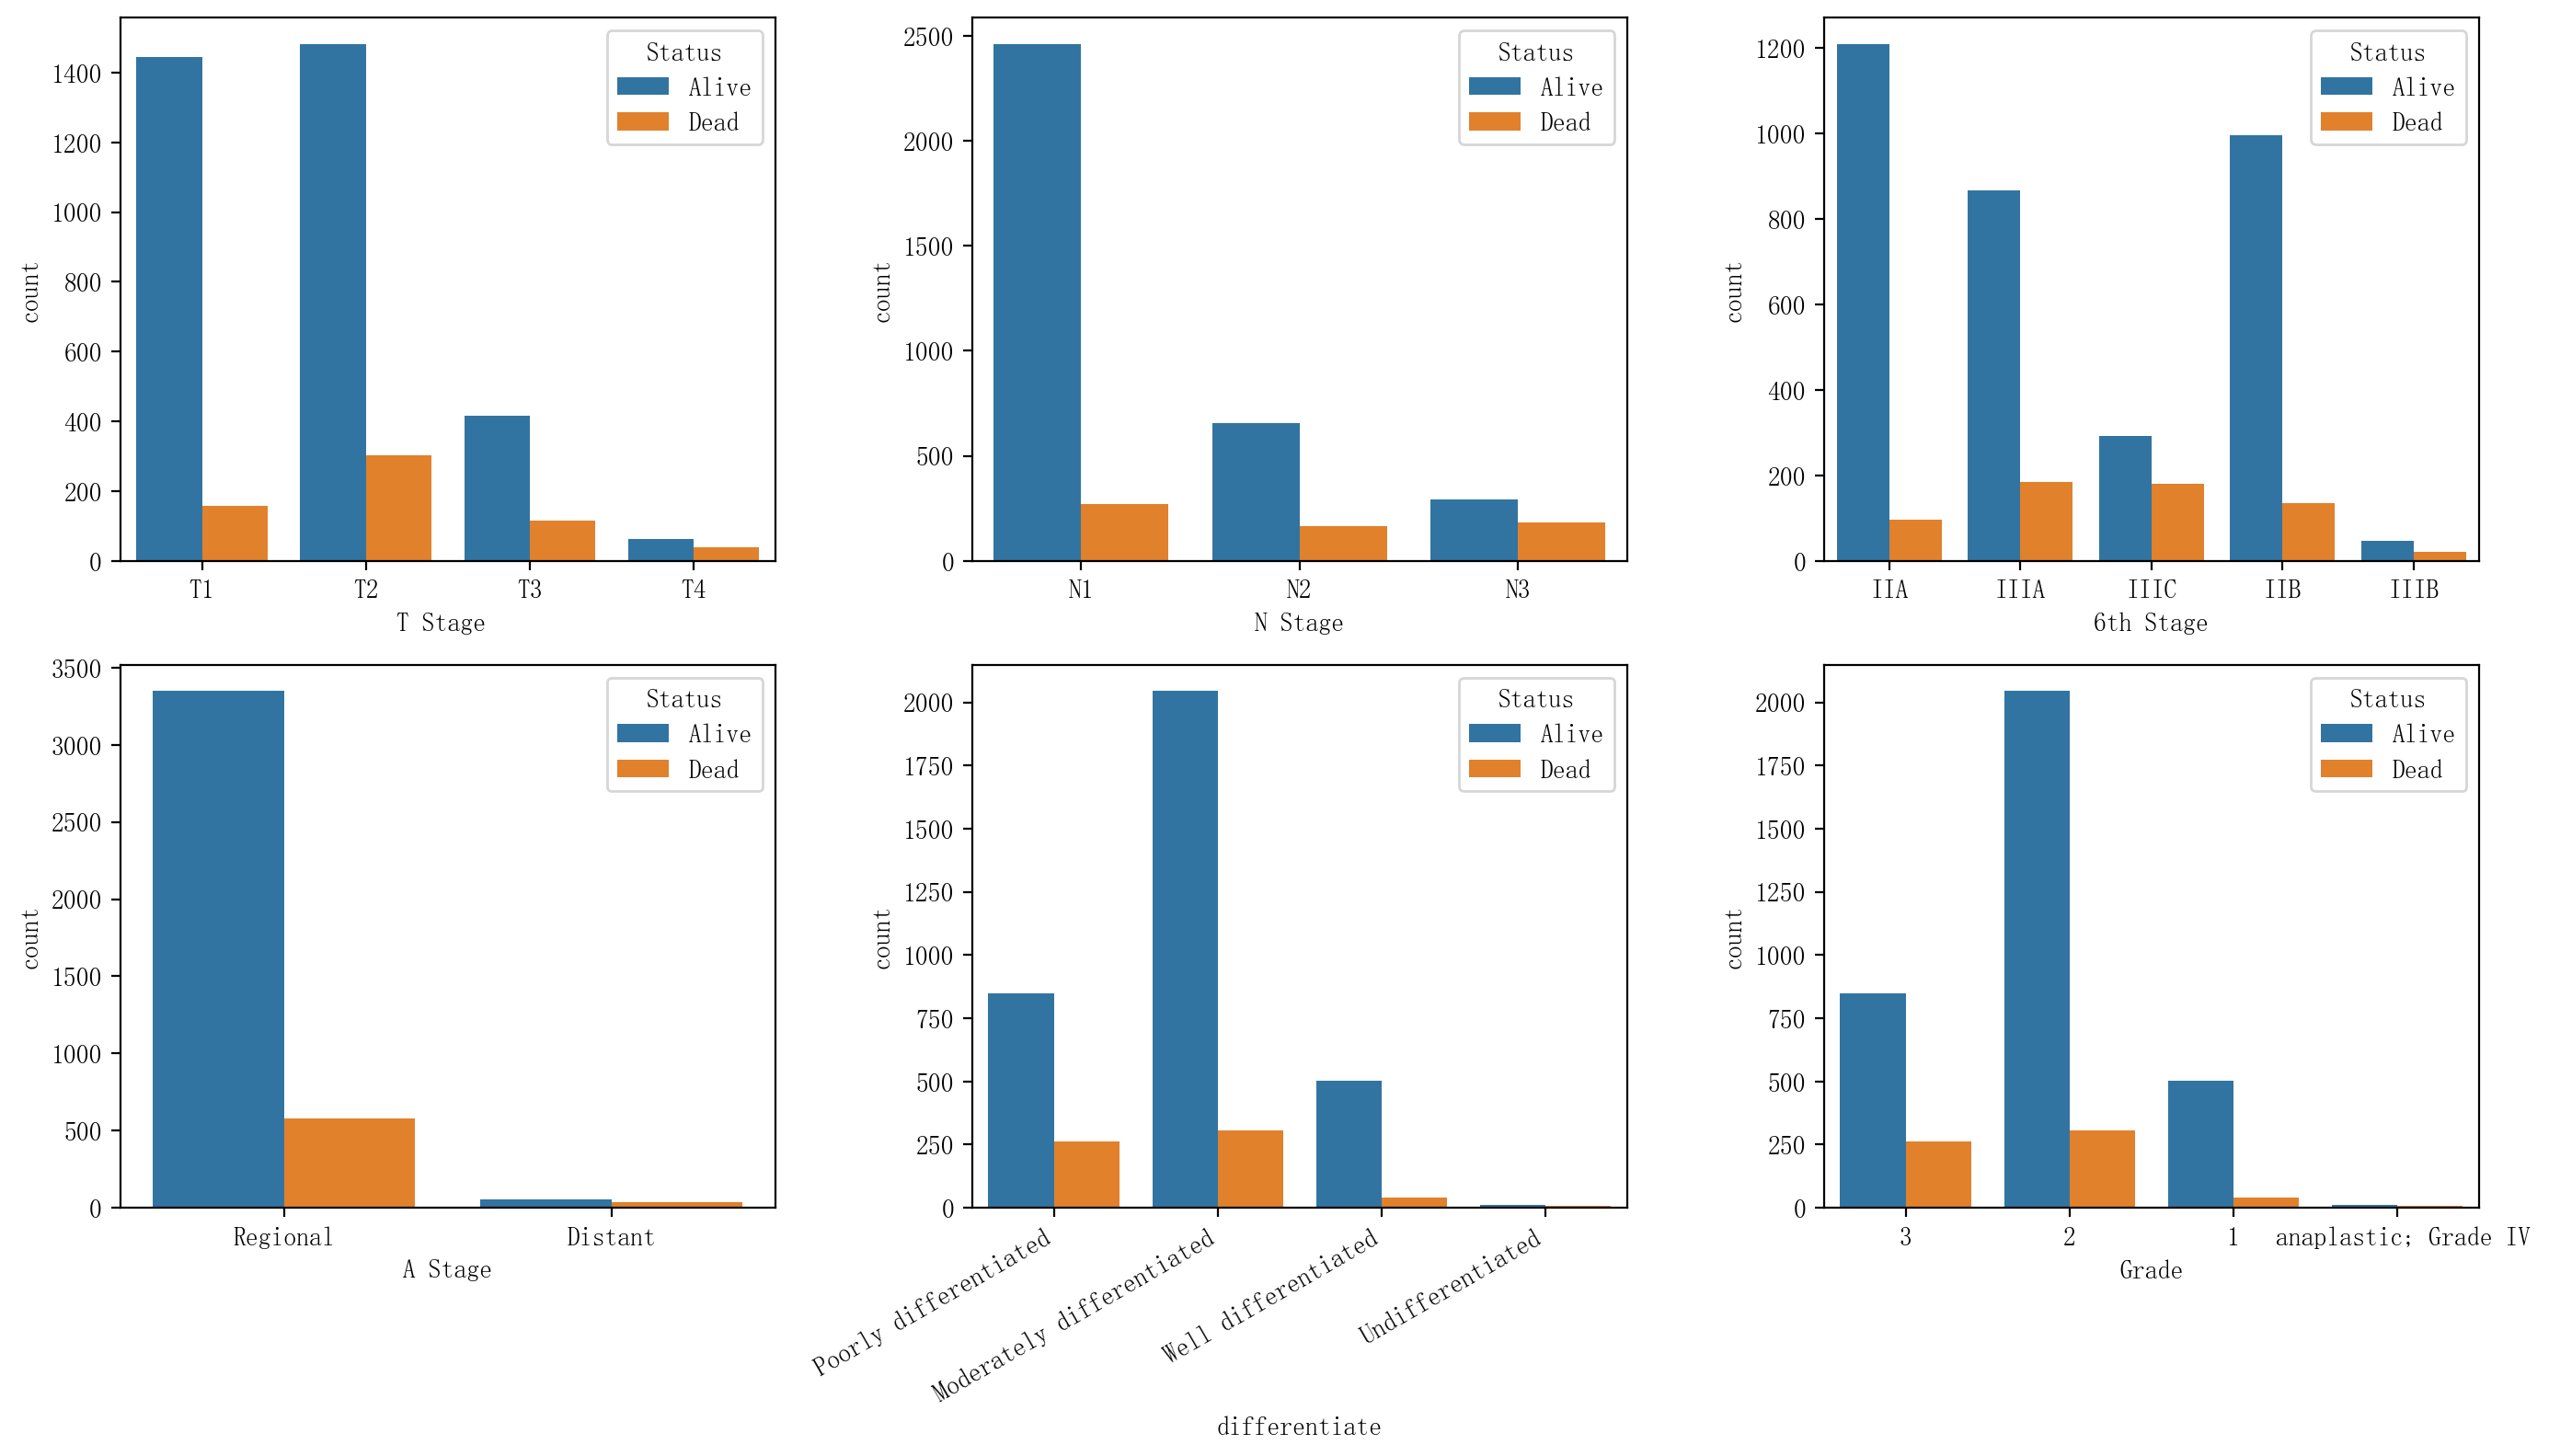 Status
Alive
Dead
1400
1200
1000
800
600
400
200
0
count
T1 T2 T3 T4
T Stage
Status
Alive
Dead
2500
2000
1500
1000
500
0
count
N1 N2 N3
N Stage
Status
Alive
Dead
1200
1000
800
600
400
200
0
count
IIA IIIA IIIC IIB IIIB
6th Stage
Status
Alive
Dead
3500
3000
2500
2000
1500
1000
500
0
count
Regional Distant
A Stage
Status
Alive
Dead
2000
1750
1500
1250
1000
750
500
250
0
count
Poorly differentiated
Moderately differentiated
Well differentiated
Undifferentiated
differentiate
Status
Alive
Dead
2000
1750
1500
1250
1000
750
500
250
0
count
3 2 1 anaplastic; Grade IV
Grade